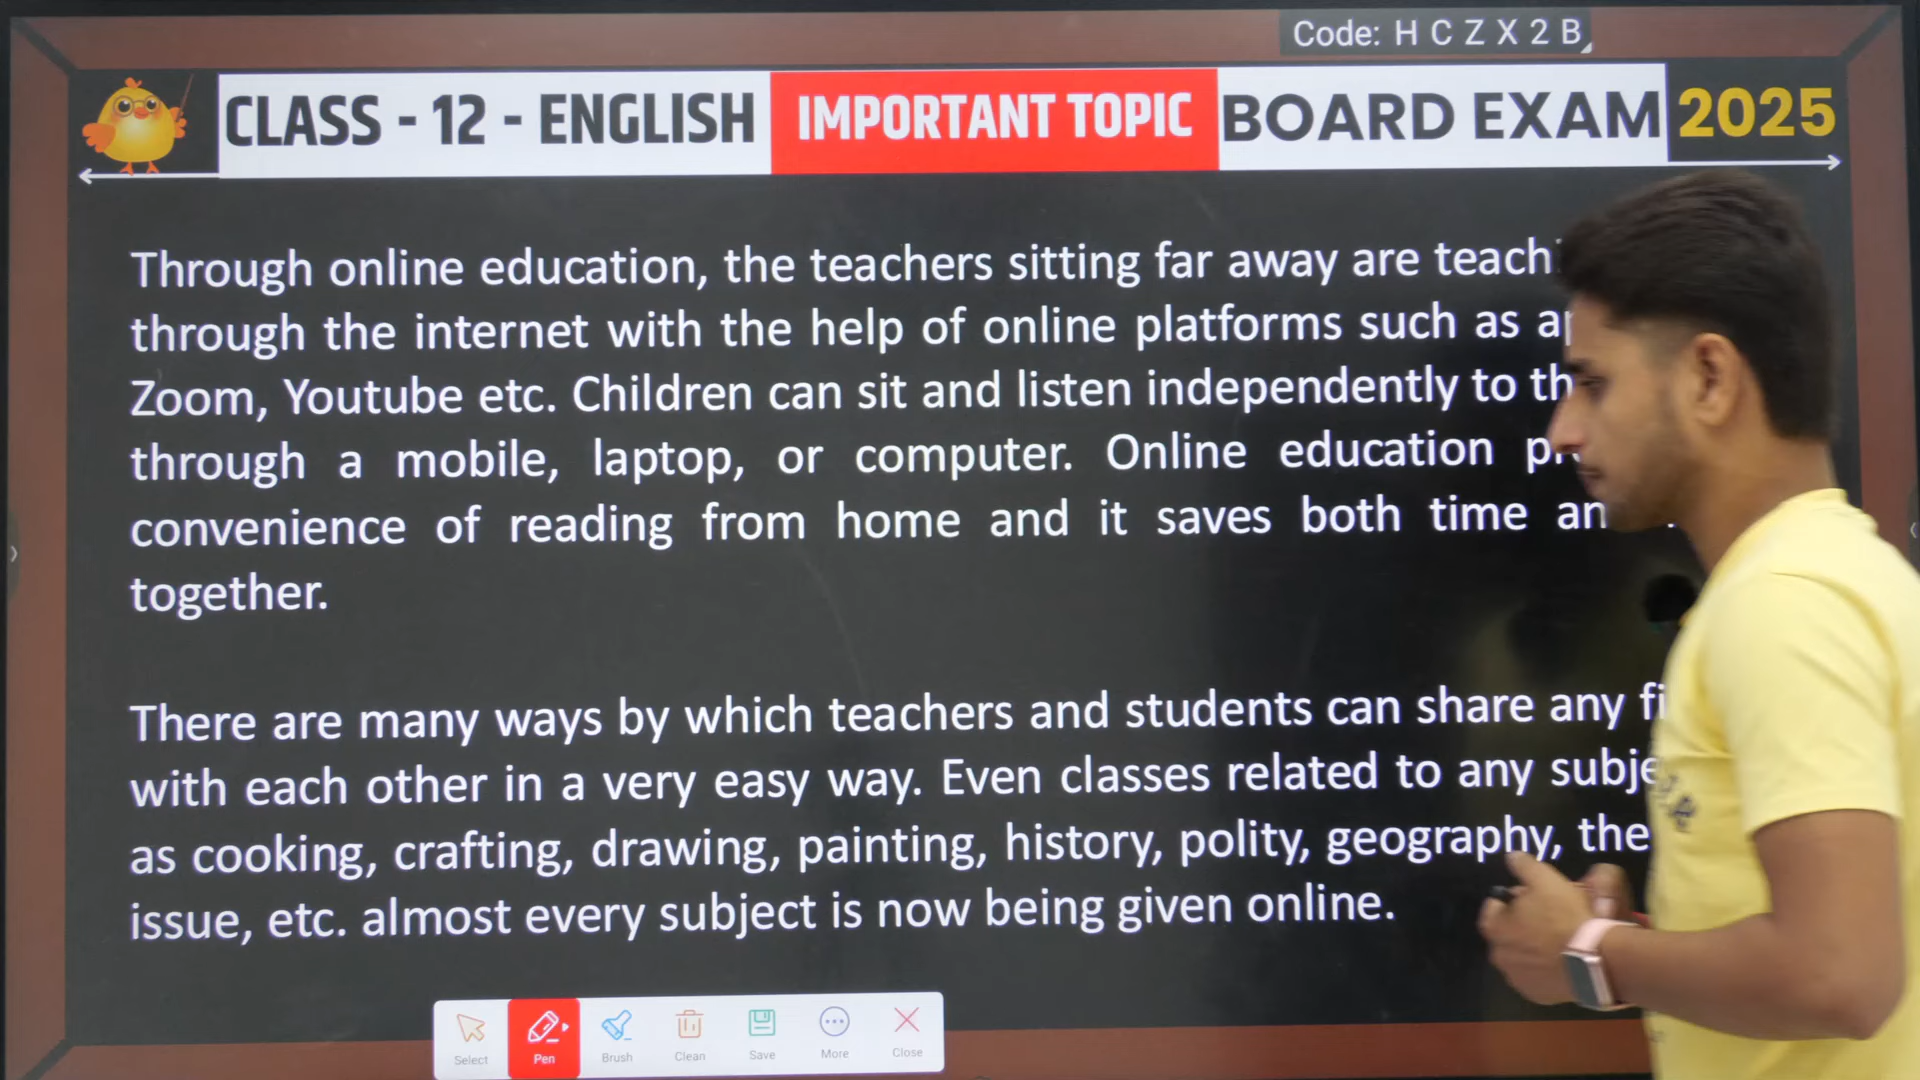 Code: H C Z X 2 B
CLASS - 12 - ENGLISH IMPORTANT TOPIC BOARD EXAM 2025
Through online education, the teachers sitting far away are
through the internet with the help of online platforms such as
Zoom, Youtube etc. Children can sit and listen independently to
through a mobile, laptop, or computer. Online education
convenience of reading from home and it saves both time
together.
There are many ways by which teachers and students can share any
with each other in a very easy way. Even classes related to any
as cooking, crafting, drawing, painting, history, polity, geography,
issue, etc. almost every subject is now being given online.
Select Pen Brush Clean Save More Close